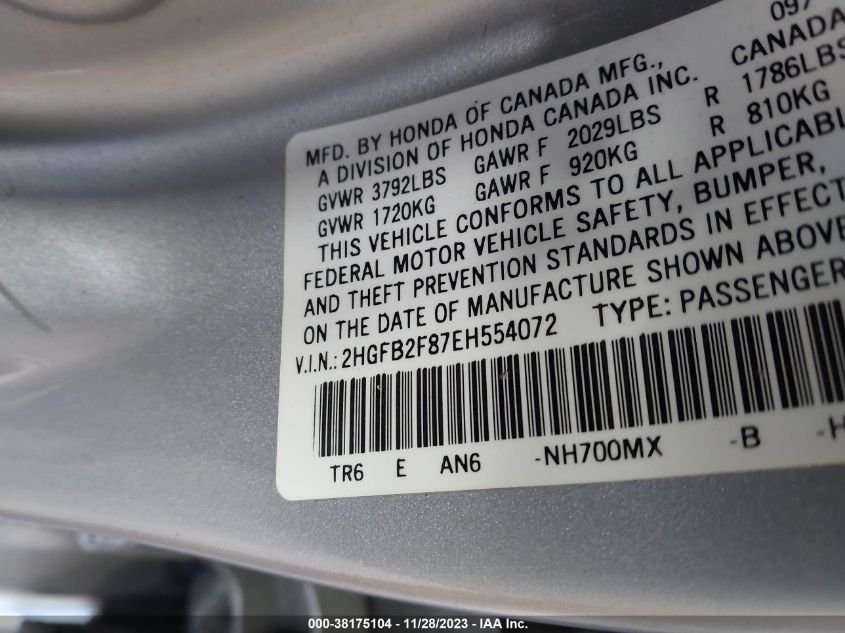 09/
MFD. BY HONDA OF CANADA MFG.,
A DIVISION OF HONDA CANADA INC. CANADA
GVWR 3792LBS GAWR F 2029LBS R 1786LBS
GVWR 1720KG GAWR F 920KG R 810KG
THIS VEHICLE CONFORMS TO ALL APPLICABL
FEDERAL MOTOR VEHICLE SAFETY, BUMPER,
AND THEFT PREVENTION STANDARDS IN EFFECT
ON THE DATE OF MANUFACTURE SHOWN ABOVE
V.I.N.: 2HGFB2F87EH554072 TYPE: PASSENGER
TR6 E AN6 -NH700MX -B -H
000-38175104 - 11/28/2023 - IAA Inc.